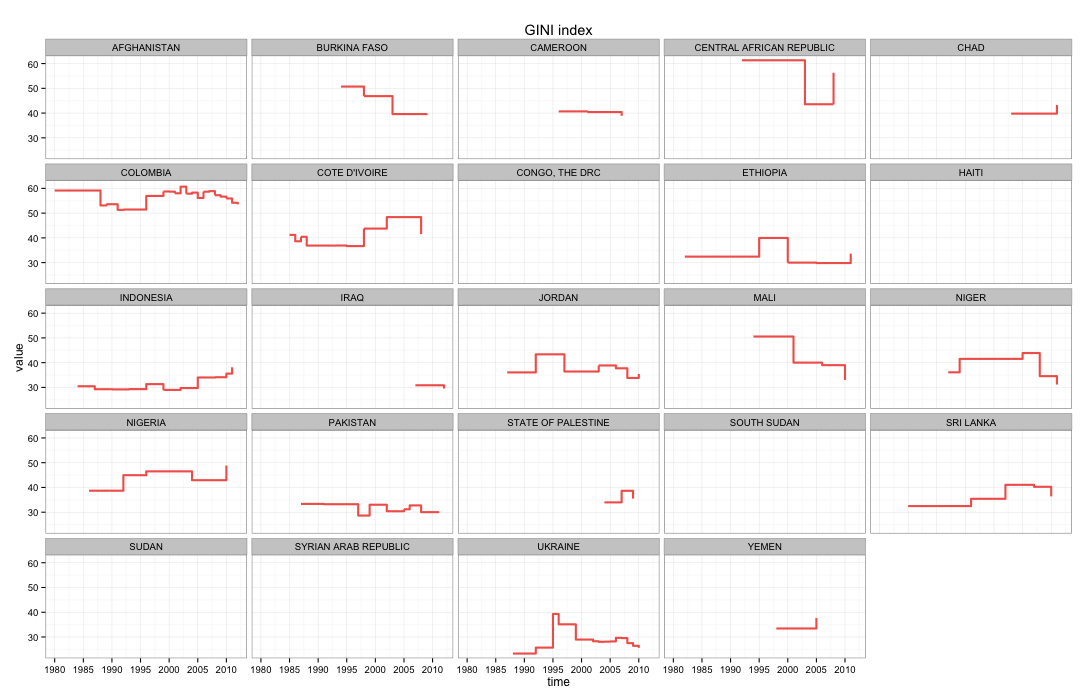 GINI index
AFGHANISTAN BURKINA FASO CAMEROON CENTRAL AFRICAN REPUBLIC CHAD
60
50
40
30
COLOMBIA COTE D'IVOIRE CONGO, THE DRC ETHIOPIA HAITI
60
50
40
30
INDONESIA IRAQ JORDAN MALI NIGER
60
50
40
30
value
NIGERIA PAKISTAN STATE OF PALESTINE SOUTH SUDAN SRI LANKA
60
50
40
30
SUDAN SYRIAN ARAB REPUBLIC UKRAINE YEMEN
60
50
40
30
1980 1985 1990 1995 2000 2005 2010 1980 1985 1990 1995 2000 2005 2010 1980 1985 1990 1995 2000 2005 2010 1980 1985 1990 1995 2000 2005 2010
time